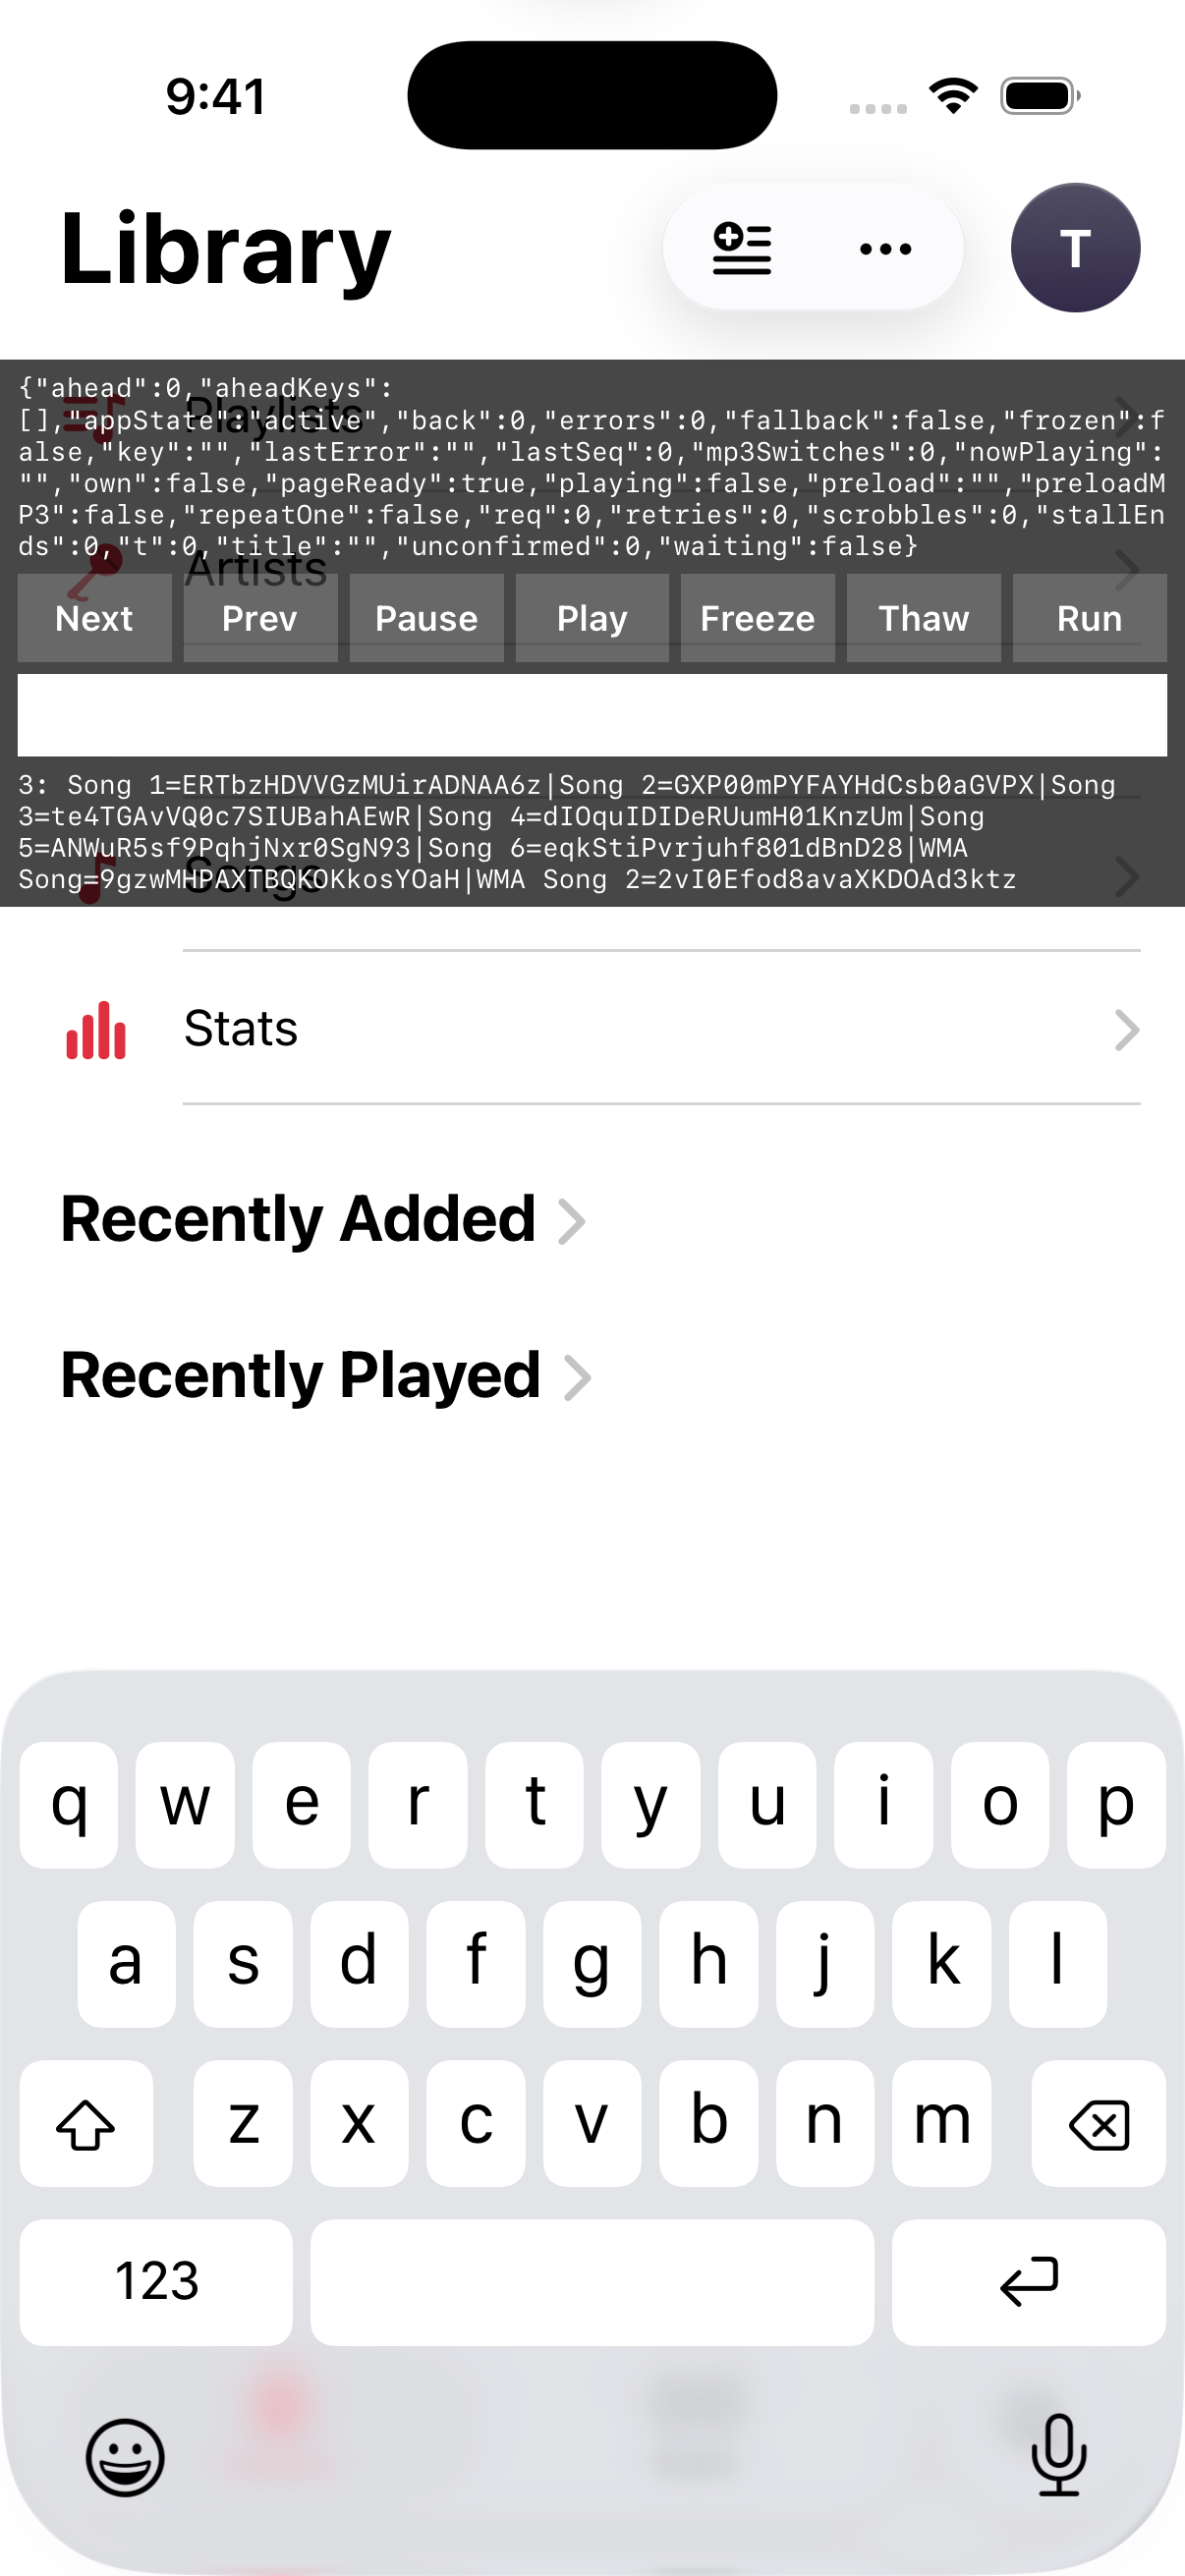 9:41
Library
T
{"ahead":0,"aheadKeys":
[],"appState":"active","back":0,"errors":0,"fallback":false,"frozen":f
alse,"key":"","lastError":"","lastSeq":0,"mp3Switches":0,"nowPlaying":
"","own":false,"pageReady":true,"playing":false,"preload":"","preloadM
P3":false,"repeatOne":false,"req":0,"retries":0,"scrobbles":0,"stallEn
ds":0,"t":0,"title":"","unconfirmed":0,"waiting":false}
Playlists
Artists
Next Prev Pause Play Freeze Thaw Run
3: Song 1=ERTbzHDVVGzMUirADNAA6z|Song 2=GXP00mPYFAYHdCsb0aGVPX|Song
3=te4TGAvVQ0c7SIUBahAEwR|Song 4=dIOquIDIDeRUumH01KnzUm|Song
5=ANWuR5sf9PqhjNxr0SgN93|Song 6=eqkStiPvrjuhf801dBnD28|WMA
Song=9gzwMHPAXTBQKOKkosYOaH|WMA Song 2=2vI0Efod8avaXKDOAd3ktz
Songs
Stats
Recently Added
Recently Played
q w e r t y u i o p
a s d f g h j k l
z x c v b n m
123